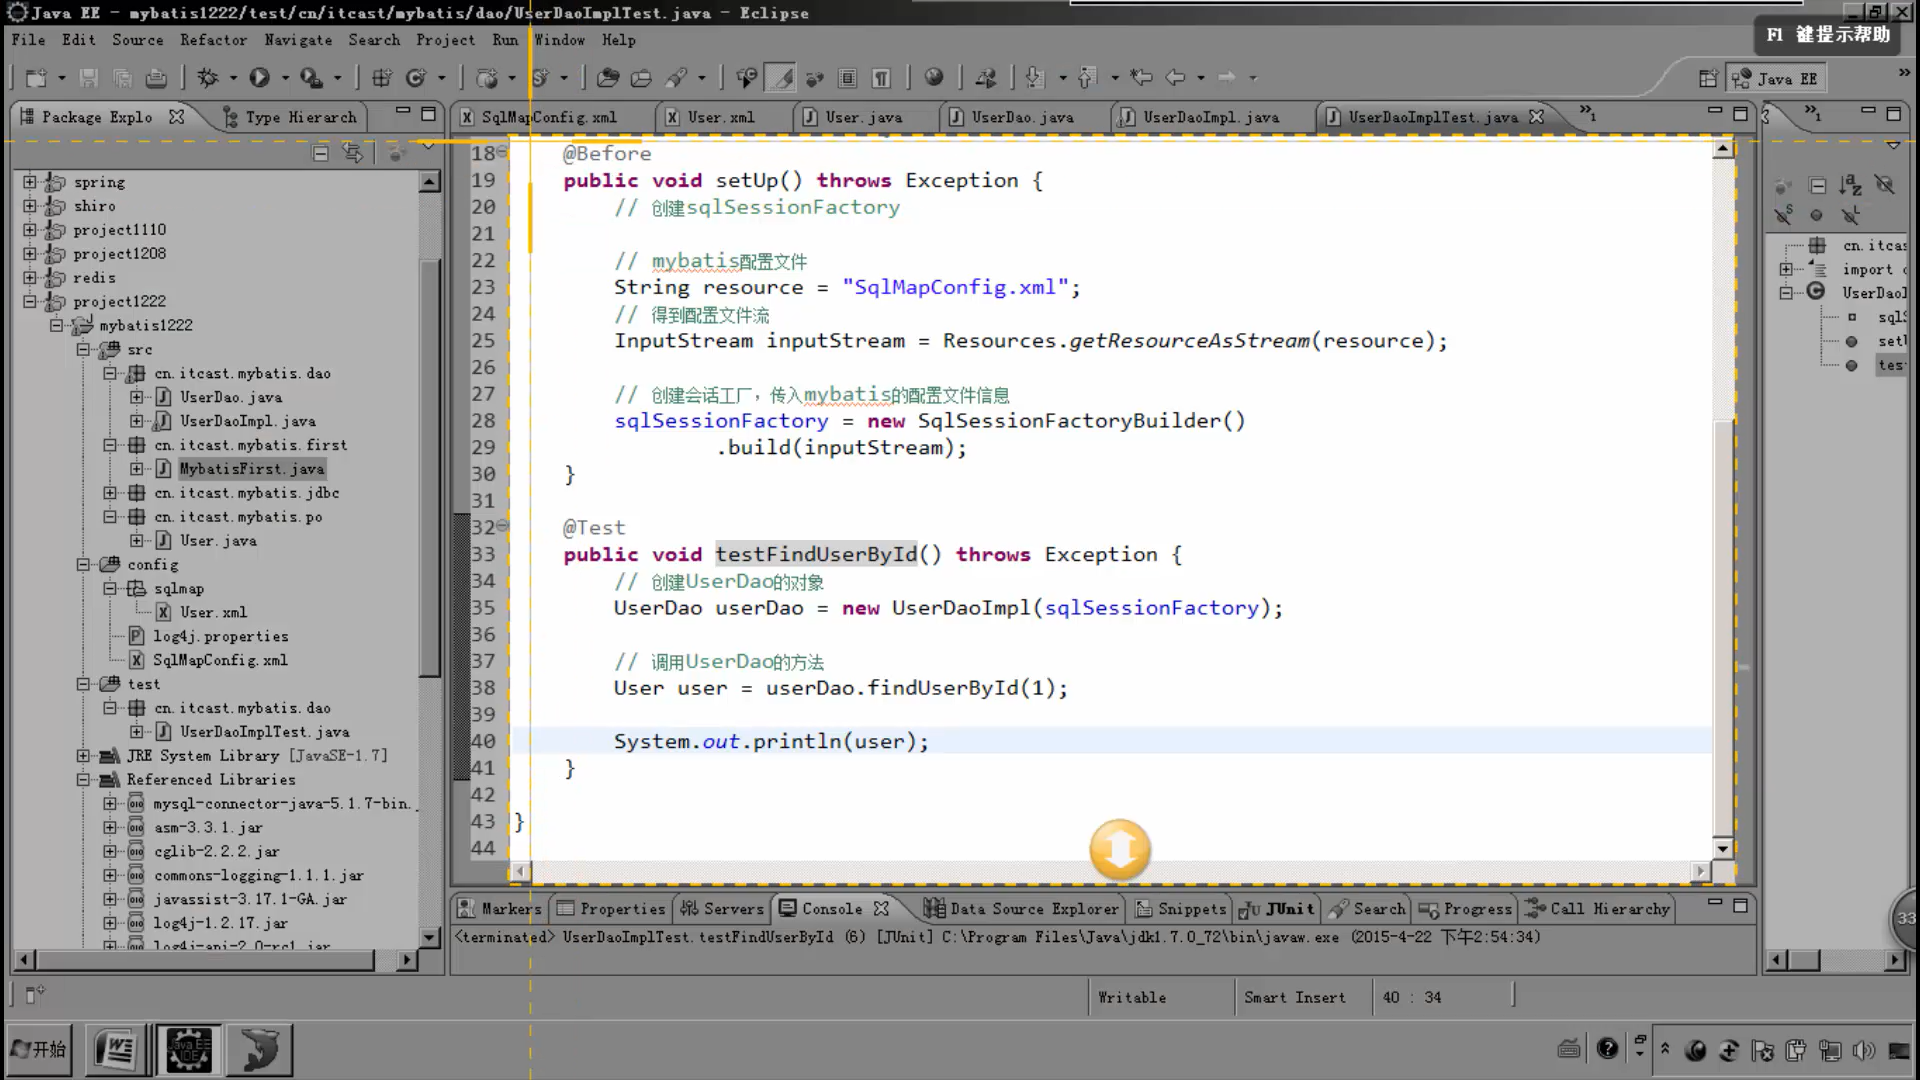 Java EE - mybatis1222/test/cn/itcast/mybatis/dao/UserDaoImplTest.java - Eclipse
F1 键提示帮助
File Edit Source Refactor Navigate Search Project Run Window Help
Java EE
Package Explo
Type Hierarch
SqlMapConfig.xml
User.xml
User.java
UserDao.java
UserDaoImpl.java
UserDaoImplTest.java
spring
shiro
project1110
project1208
redis
project1222
mybatis1222
src
cn.itcast.mybatis.dao
UserDao.java
UserDaoImpl.java
cn.itcast.mybatis.first
MybatisFirst.java
cn.itcast.mybatis.jdbc
cn.itcast.mybatis.po
User.java
config
sqlmap
User.xml
log4j.properties
SqlMapConfig.xml
test
cn.itcast.mybatis.dao
UserDaoImplTest.java
JRE System Library [JavaSE-1.7]
Referenced Libraries
mysql-connector-java-5.1.7-bin.
asm-3.3.1.jar
cglib-2.2.2.jar
commons-logging-1.1.1.jar
javassist-3.17.1-GA.jar
log4j-1.2.17.jar
log4j-api-2.0-rc1.jar
18 @Before
19 public void setUp() throws Exception {
20 // 创建sqlSessionFactory
21
22 // mybatis配置文件
23 String resource = "SqlMapConfig.xml";
24 // 得到配置文件流
25 InputStream inputStream = Resources.getResourceAsStream(resource);
26
27 // 创建会话工厂，传入mybatis的配置文件信息
28 sqlSessionFactory = new SqlSessionFactoryBuilder()
29 .build(inputStream);
30 }
31
32 @Test
33 public void testFindUserById() throws Exception {
34 // 创建UserDao的对象
35 UserDao userDao = new UserDaoImpl(sqlSessionFactory);
36
37 // 调用UserDao的方法
38 User user = userDao.findUserById(1);
39
40 System.out.println(user);
41 }
42
43 }
44
cn.itcas
import c
UserDaoI
sqlS
setU
tes
Markers Properties Servers Console Data Source Explorer Snippets JUnit Search Progress Call Hierarchy
<terminated> UserDaoImplTest.testFindUserById (6) [JUnit] C:\Program Files\Java\jdk1.7.0_72\bin\javaw.exe (2015-4-22 下午2:54:34)
33
Writable
Smart Insert
40 : 34
开始